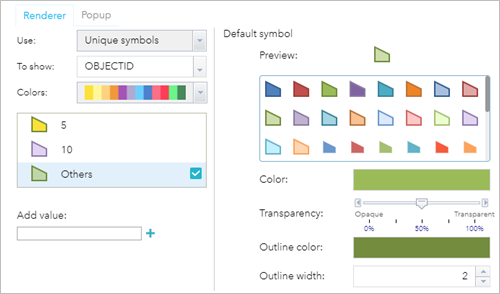 Renderer Popup
Use: Unique symbols
To show: OBJECTID
Colors:
5
10
Others
Add value:
Default symbol
Preview:
Color:
Transparency:
Opaque Transparent
0% 50% 100%
Outline color:
Outline width: 2